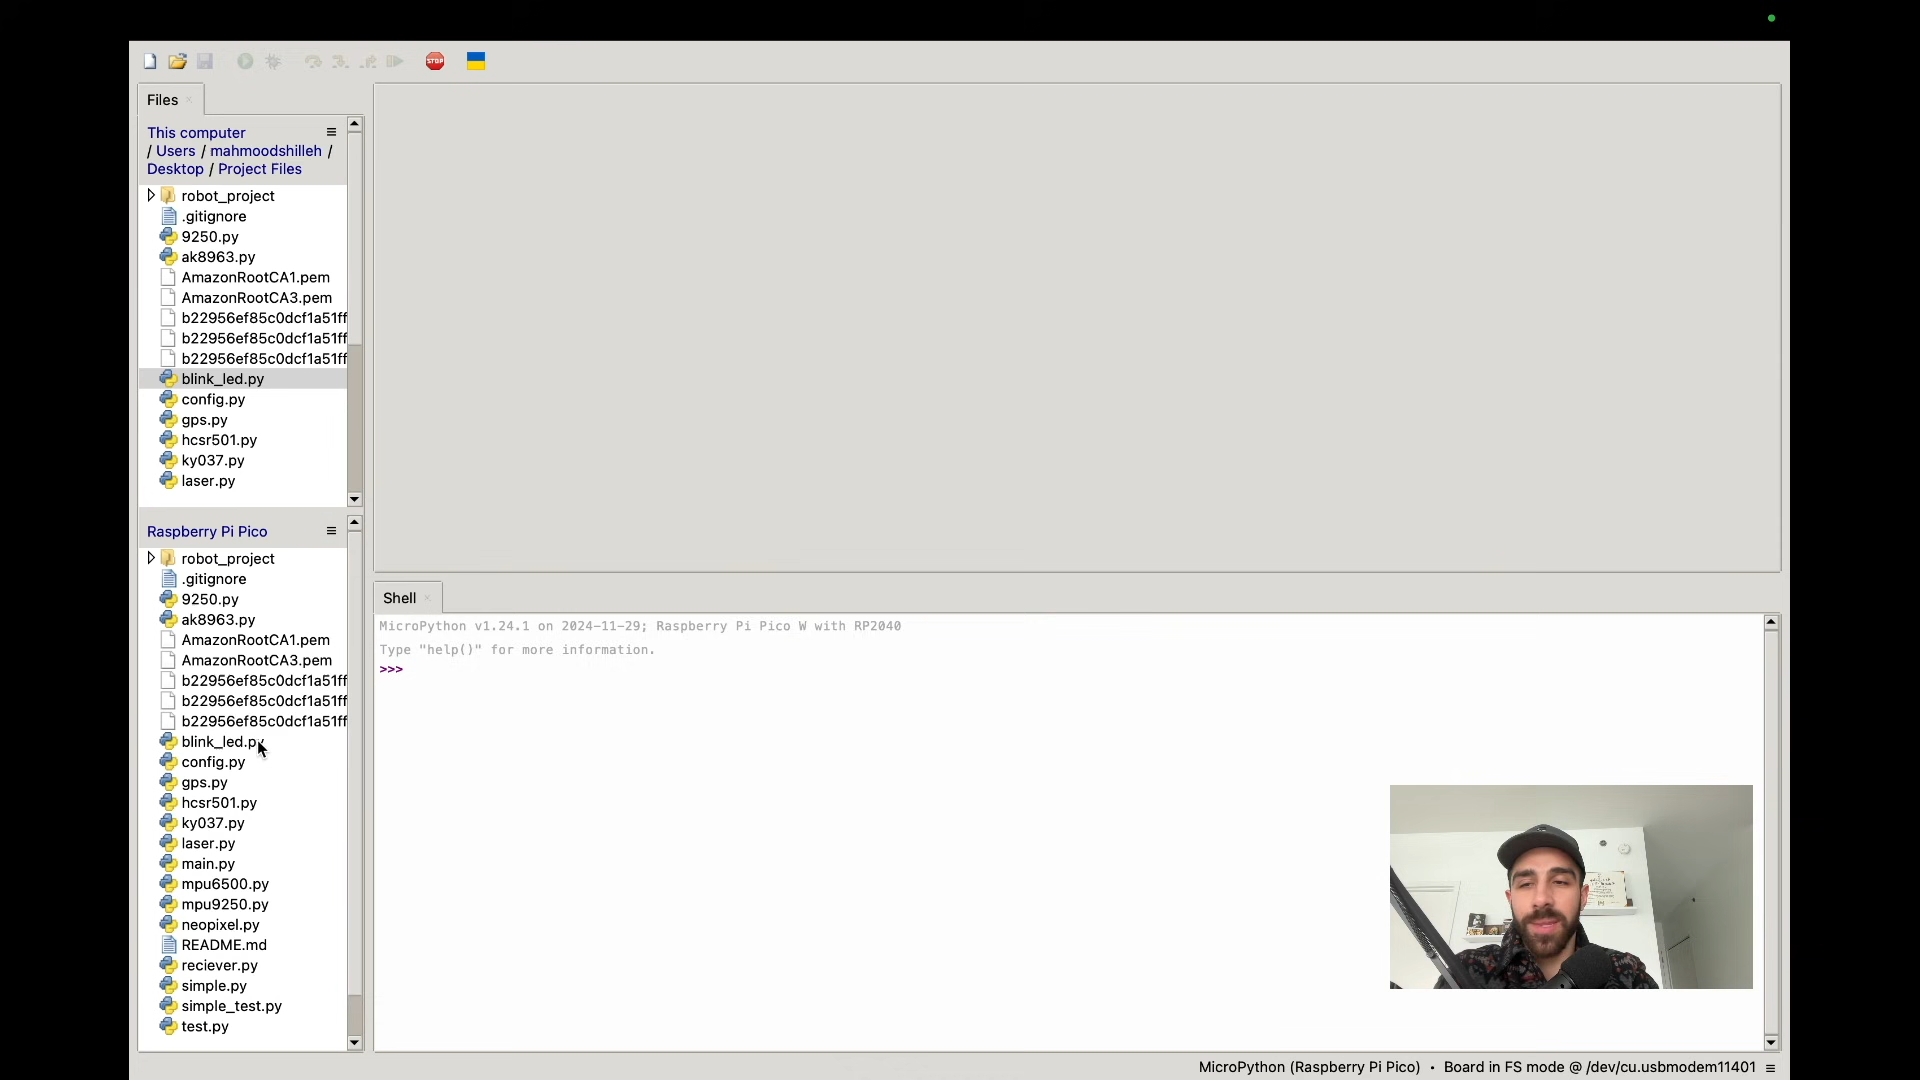 STOP
Files
This computer
/ Users / mahmoodshilleh /
Desktop / Project Files
robot_project
.gitignore
9250.py
ak8963.py
AmazonRootCA1.pem
AmazonRootCA3.pem
b22956ef85c0dcf1a51ff
b22956ef85c0dcf1a51ff
b22956ef85c0dcf1a51ff
blink_led.py
config.py
gps.py
hcsr501.py
ky037.py
laser.py
Raspberry Pi Pico
robot_project
.gitignore
9250.py
ak8963.py
AmazonRootCA1.pem
AmazonRootCA3.pem
b22956ef85c0dcf1a51ff
b22956ef85c0dcf1a51ff
b22956ef85c0dcf1a51ff
blink_led.py
config.py
gps.py
hcsr501.py
ky037.py
laser.py
main.py
mpu6500.py
mpu9250.py
neopixel.py
README.md
reciever.py
simple.py
simple_test.py
test.py
Shell
MicroPython v1.24.1 on 2024-11-29; Raspberry Pi Pico W with RP2040
Type "help()" for more information.
>>>
MicroPython (Raspberry Pi Pico) • Board in FS mode @ /dev/cu.usbmodem11401